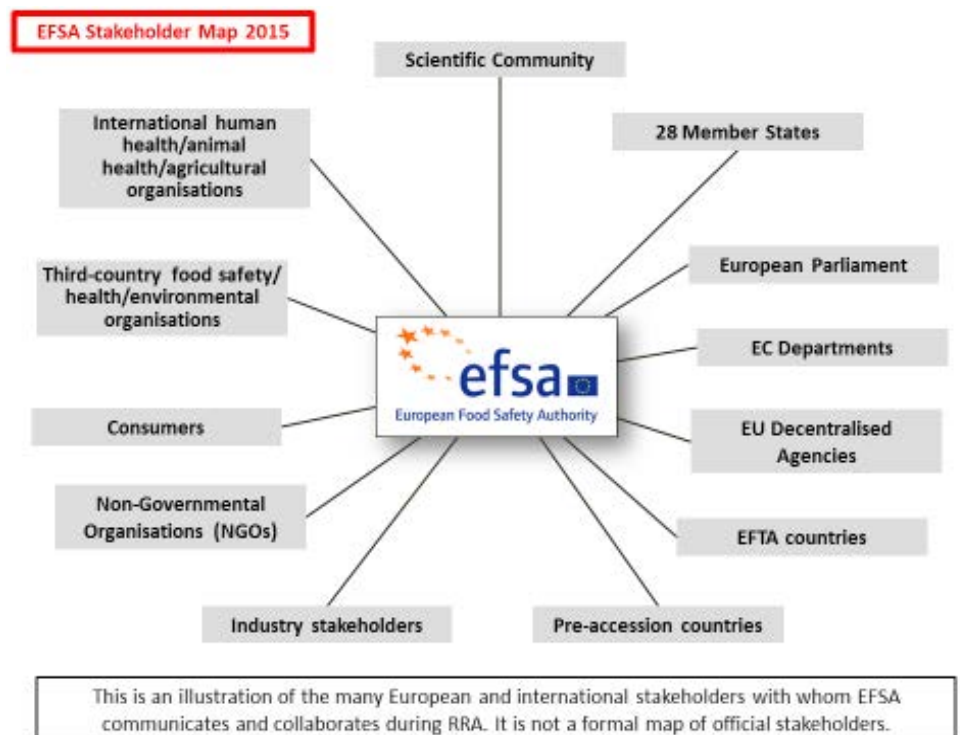 EFSA Stakeholder Map 2015
Scientific Community
International human
health/animal
health/agricultural
organisations
28 Member States
Third-country food safety/
health/environmental
organisations
European Parliament
efsa
European Food Safety Authority
EC Departments
Consumers
EU Decentralised
Agencies
Non-Governmental
Organisations (NGOs)
EFTA countries
Industry stakeholders
Pre-accession countries
This is an illustration of the many European and international stakeholders with whom EFSA
communicates and collaborates during RRA. It is not a formal map of official stakeholders.